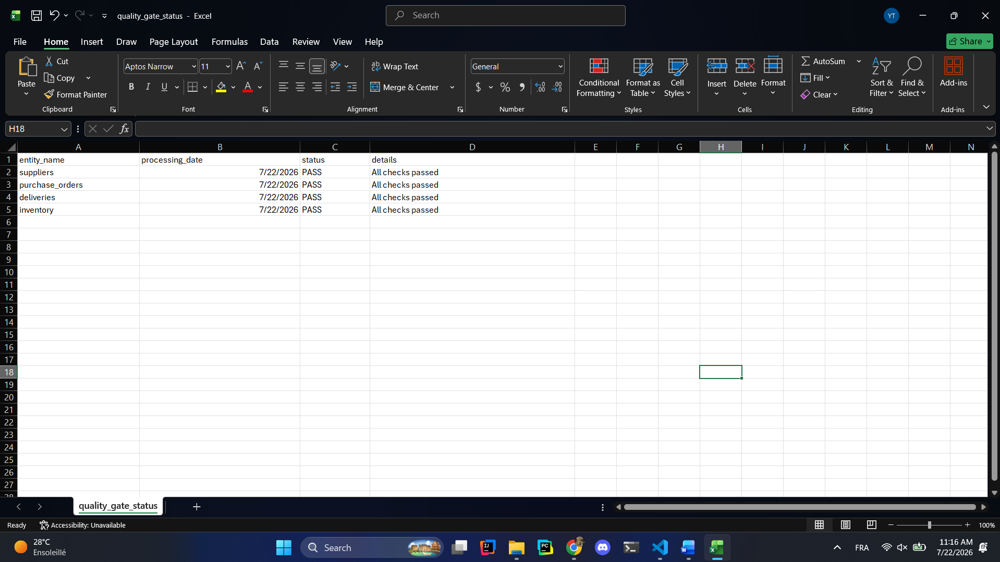 quality_gate_status - Excel
Search
YT
File Home Insert Draw Page Layout Formulas Data Review View Help
Share
Paste
Cut
Copy
Format Painter
Clipboard
Aptos Narrow 11
B I U
Font
Wrap Text
Merge & Center
Alignment
General
$ % .00
Number
Conditional Formatting
Format as Table
Cell Styles
Styles
Insert Delete Format
Cells
AutoSum
Fill
Clear
Sort & Filter
Find & Select
Editing
Add-ins
Add-ins
H18
fx
A B C D E F G H I J K L M N
1 entity_name processing_date status details
2 suppliers 7/22/2026 PASS All checks passed
3 purchase_orders 7/22/2026 PASS All checks passed
4 deliveries 7/22/2026 PASS All checks passed
5 inventory 7/22/2026 PASS All checks passed
6
7
8
9
10
11
12
13
14
15
16
17
18
19
20
21
22
23
24
25
26
27
28
quality_gate_status
Ready Accessibility: Unavailable
100%
28°C
Ensoleillé
Search
FRA
11:16 AM
7/22/2026